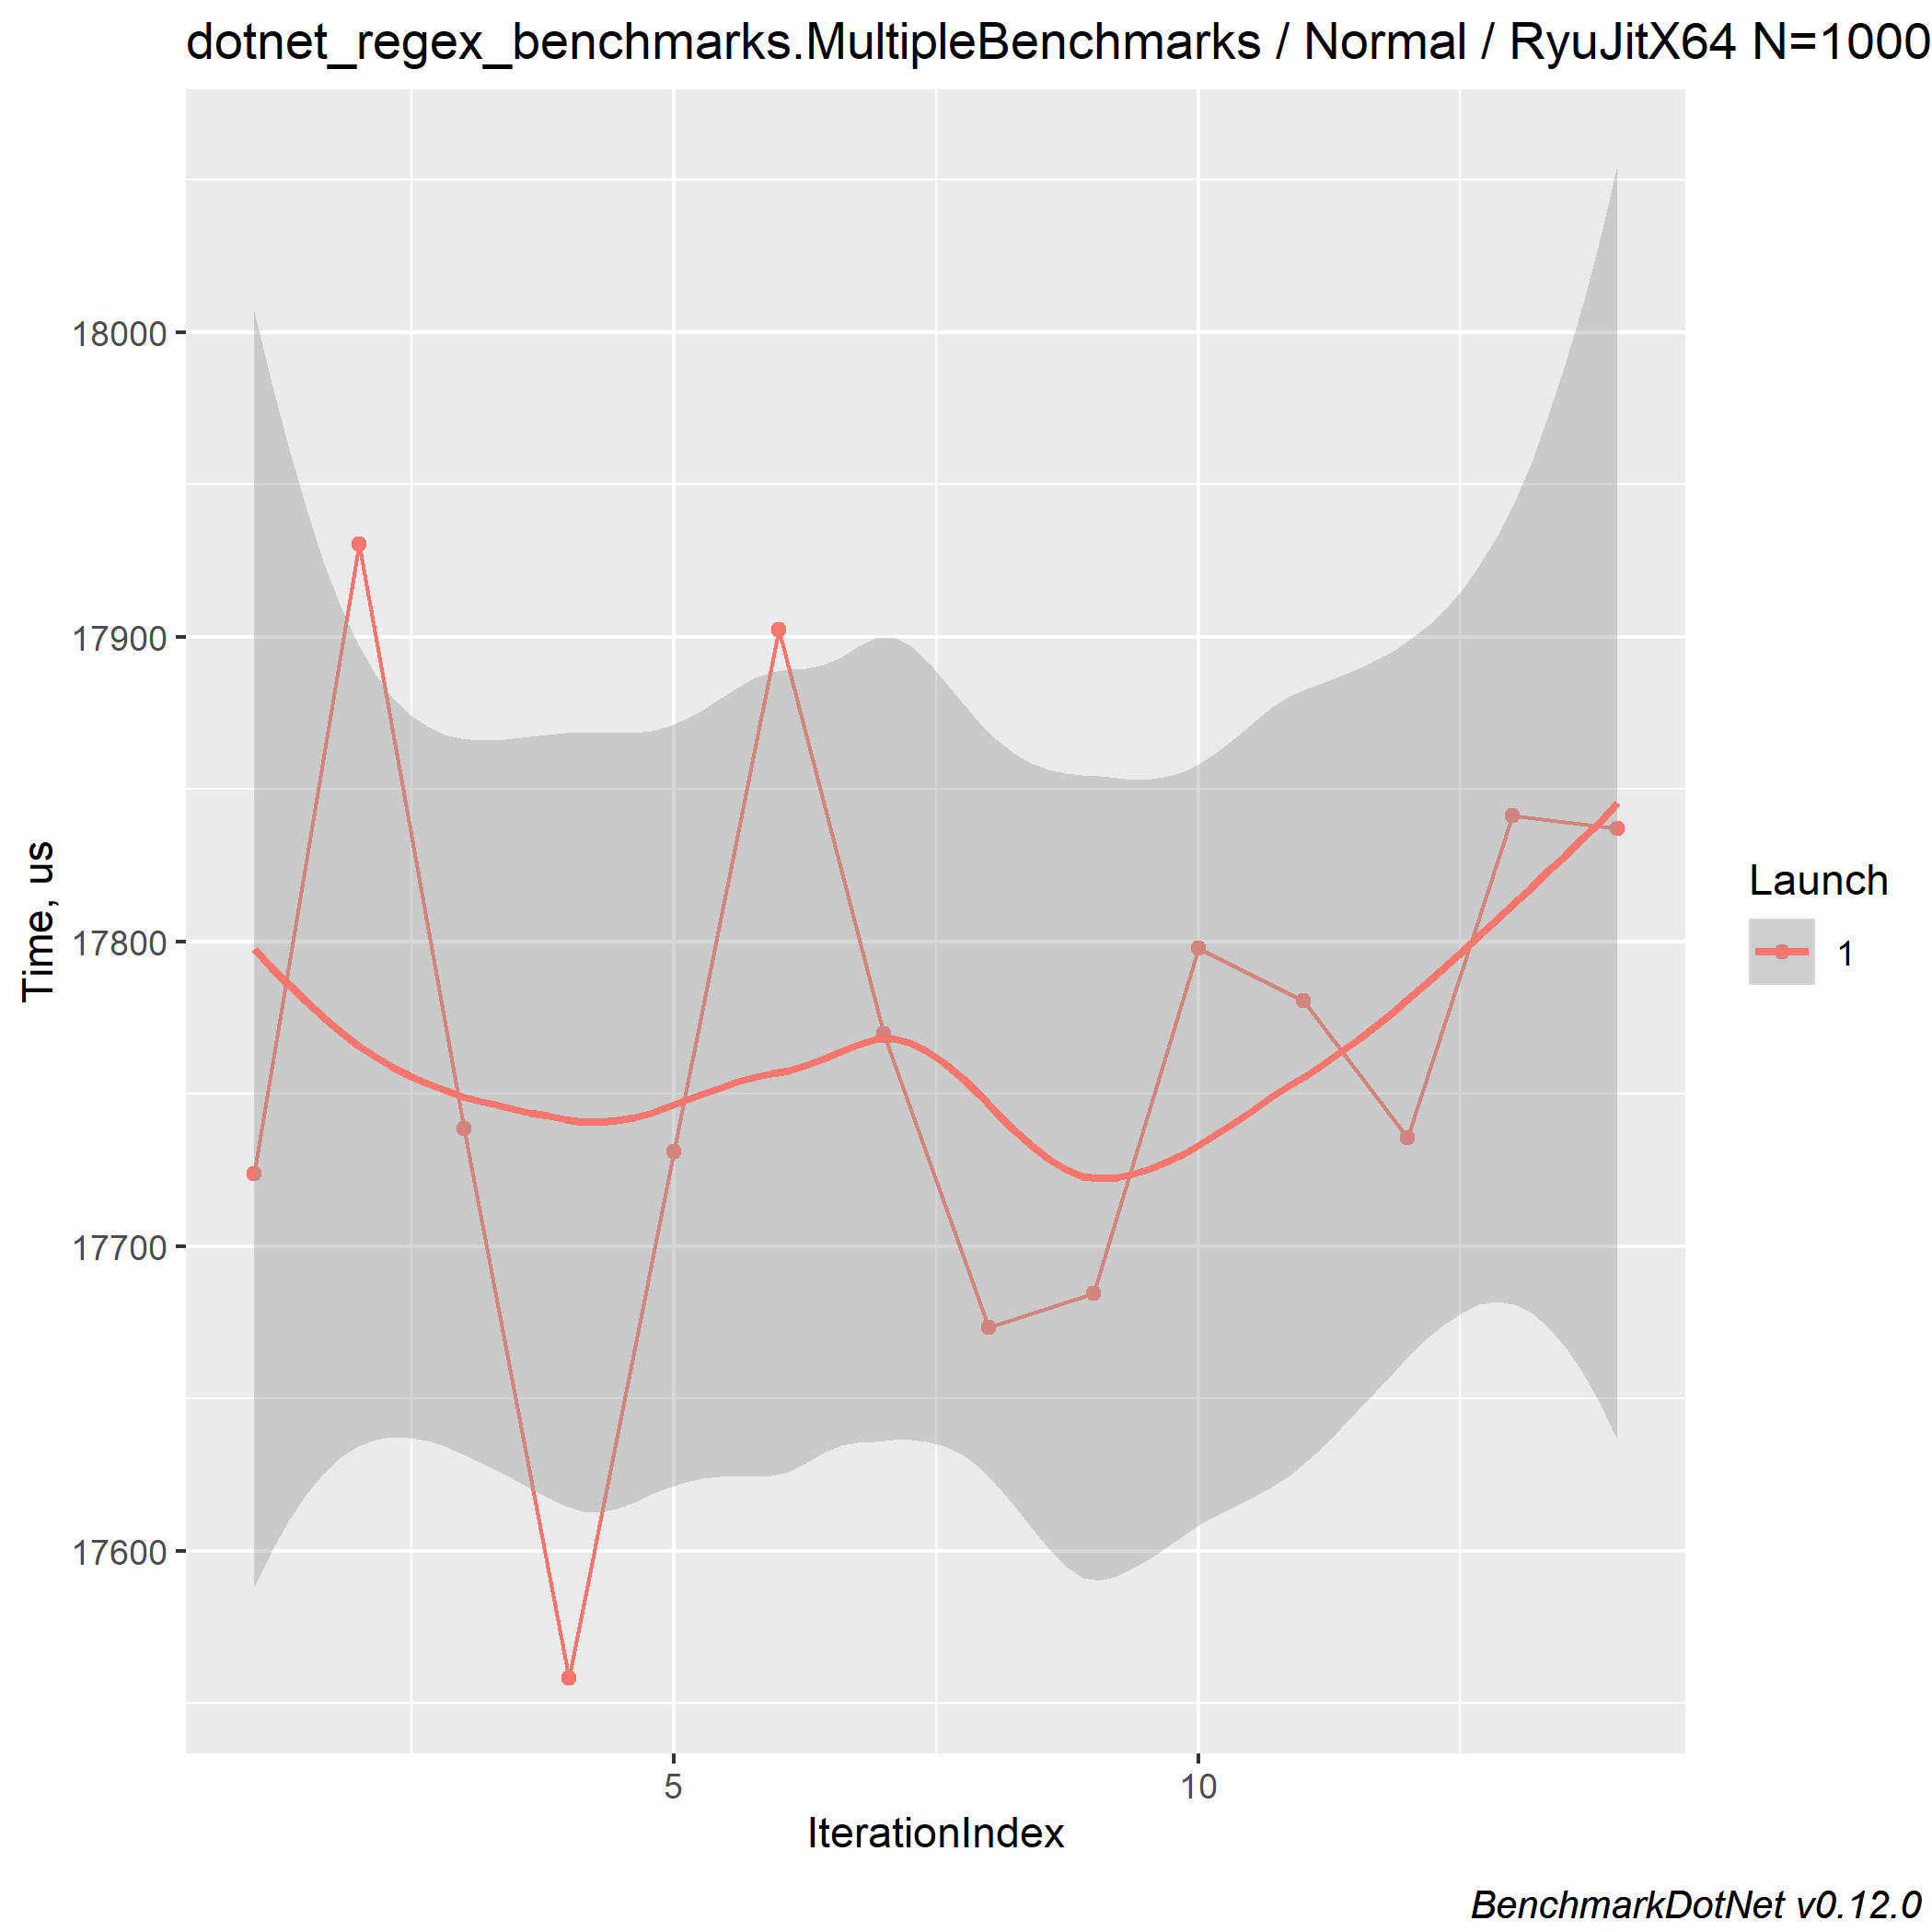 dotnet_regex_benchmarks.MultipleBenchmarks / Normal / RyuJitX64 N=1000
Time, us
18000
17900
17800
17700
17600
5
10
IterationIndex
Launch
1
BenchmarkDotNet v0.12.0